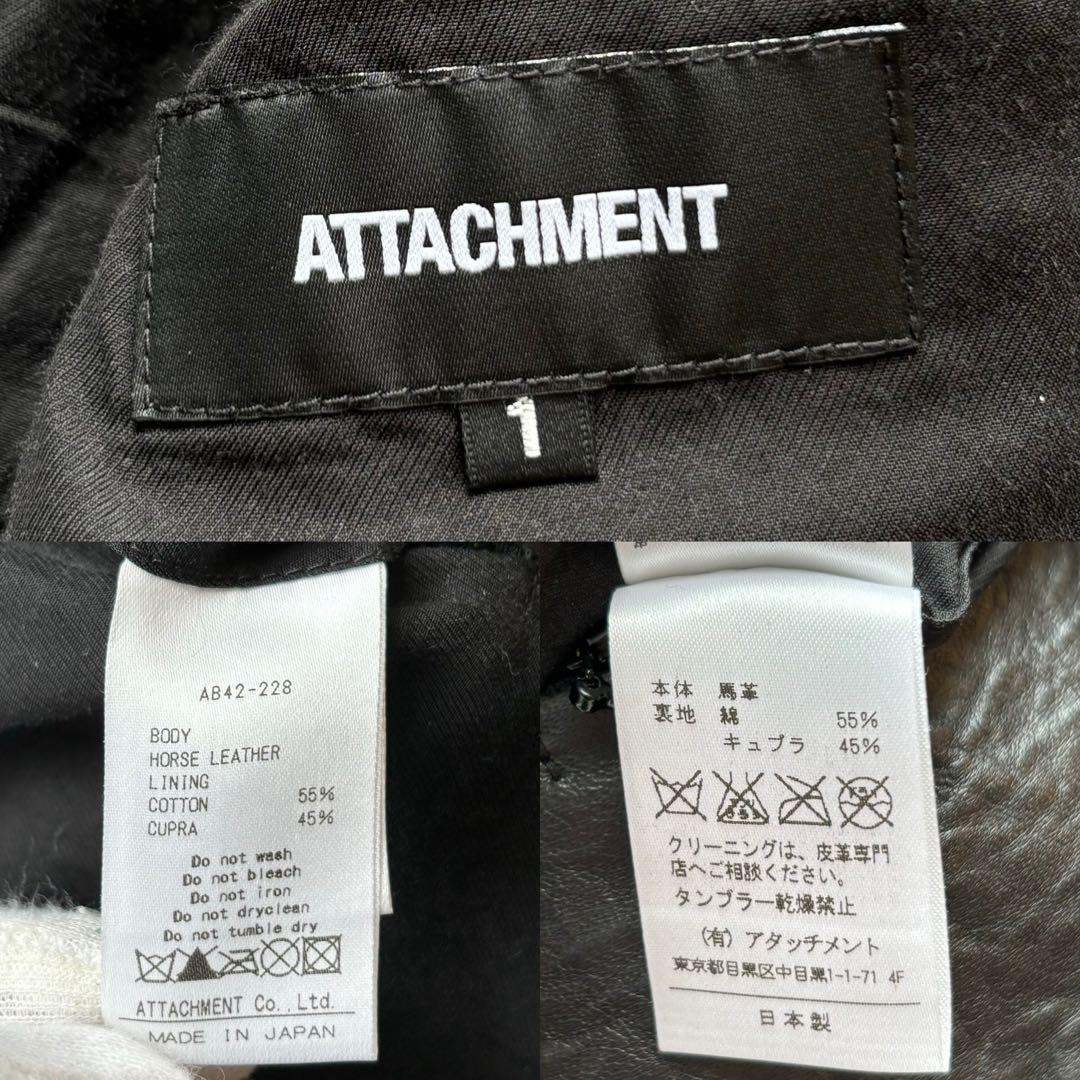 ATTACHMENT
1
AB42-228
BODY
HORSE LEATHER
LINING
COTTON 55%
CUPRA 45%
Do not wash
Do not bleach
Do not iron
Do not dryclean
Do not tumble dry
ATTACHMENT Co.,Ltd.
MADE IN JAPAN
本体 馬革
裏地 綿 55%
キュプラ 45%
クリーニングは、皮革専門
店へご相談ください。
タンブラー乾燥禁止
(有) アタッチメント
東京都目黒区中目黒1-1-71 4F
日本製